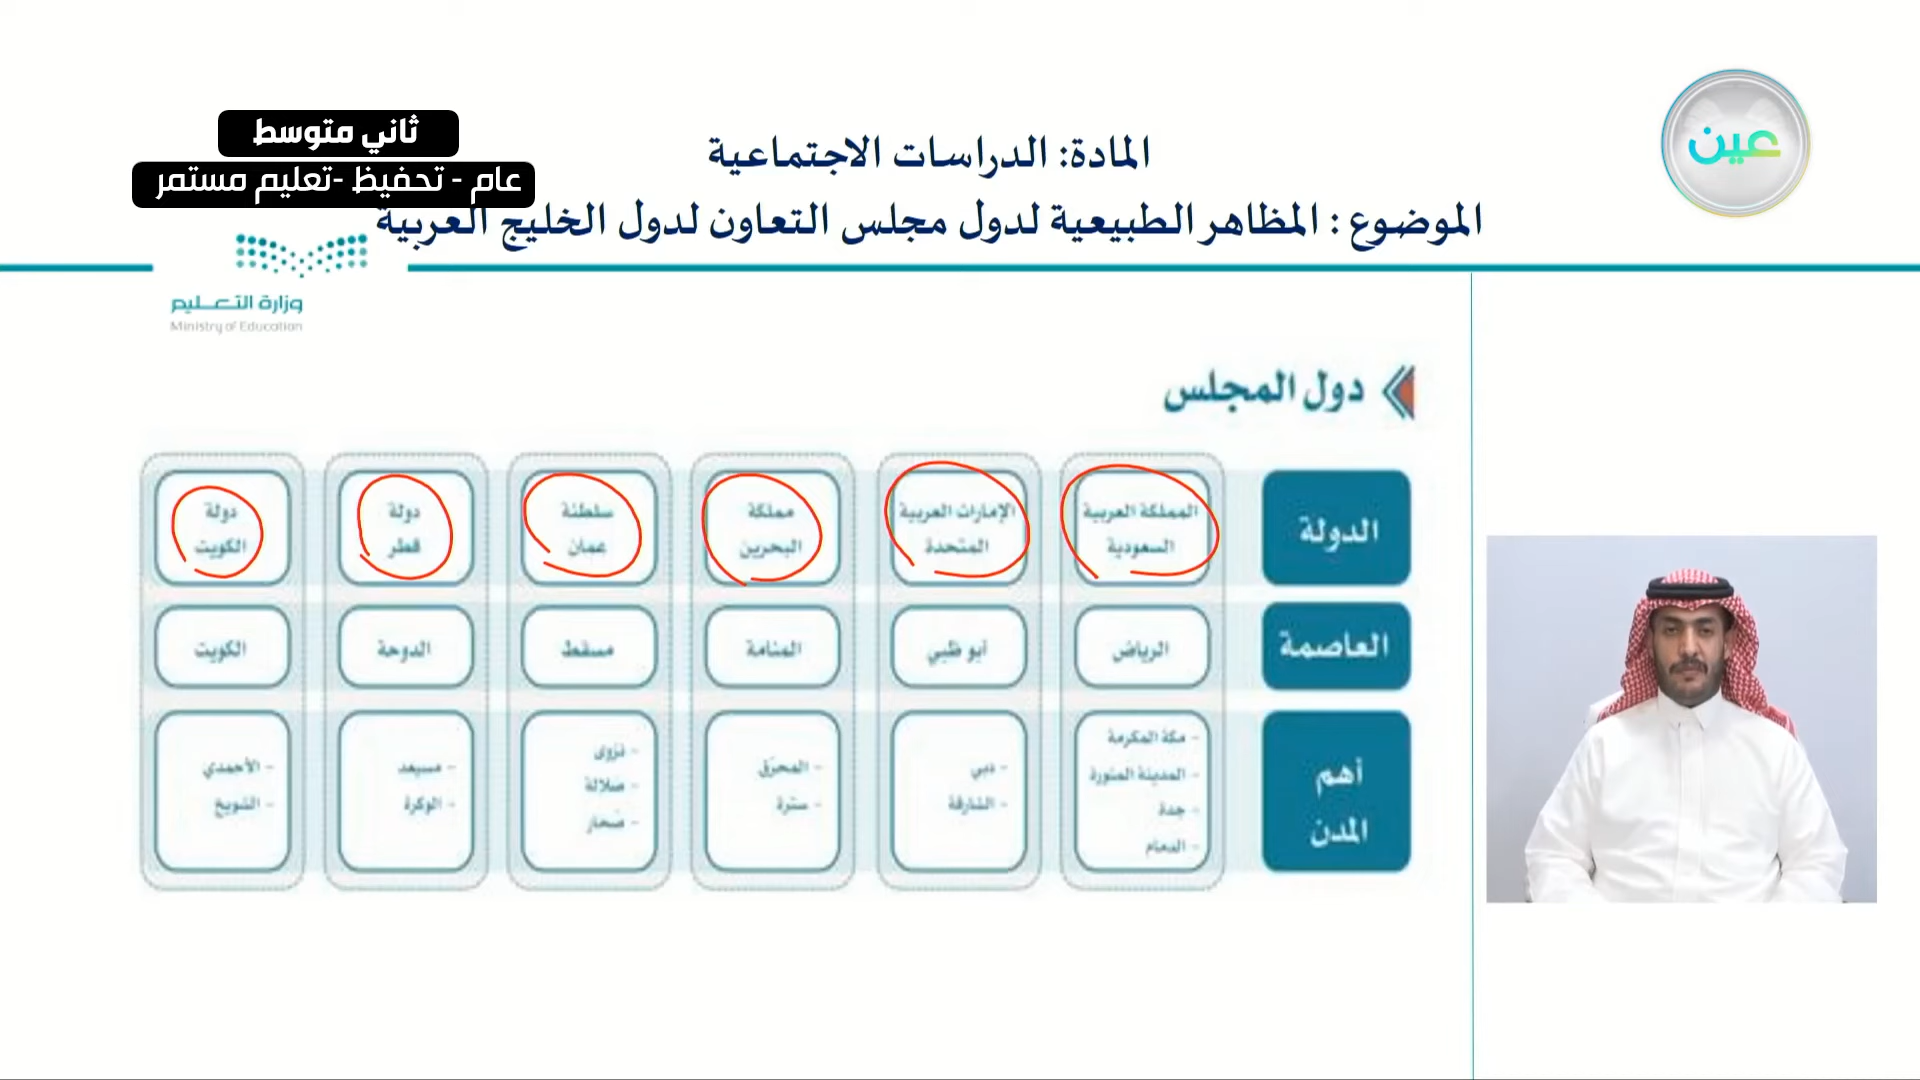 ثاني متوسط
عام - تحفيظ -تعليم مستمر
المادة: الدراسات الاجتماعية
الموضوع : المظاهر الطبيعية لدول مجلس التعاون لدول الخليج العربية
عين
وزارة التعـــليم
Ministry of Education
دول المجلس
الدولة
المملكة العربية
السعودية
الإمارات العربية
المتحدة
مملكة
البحرين
سلطنة
عمان
دولة
قطر
دولة
الكويت
العاصمة
الرياض
أبو ظبي
المنامة
مسقط
الدوحة
الكويت
أهم
المدن
- مكة المكرمة
- المدينة المنورة
- جدة
- الدمام
- دبي
- الشارقة
- المحرّق
- سترة
- نزوى
- صلالة
- صحار
- مسيعد
- الوكرة
- الأحمدي
- الشويخ